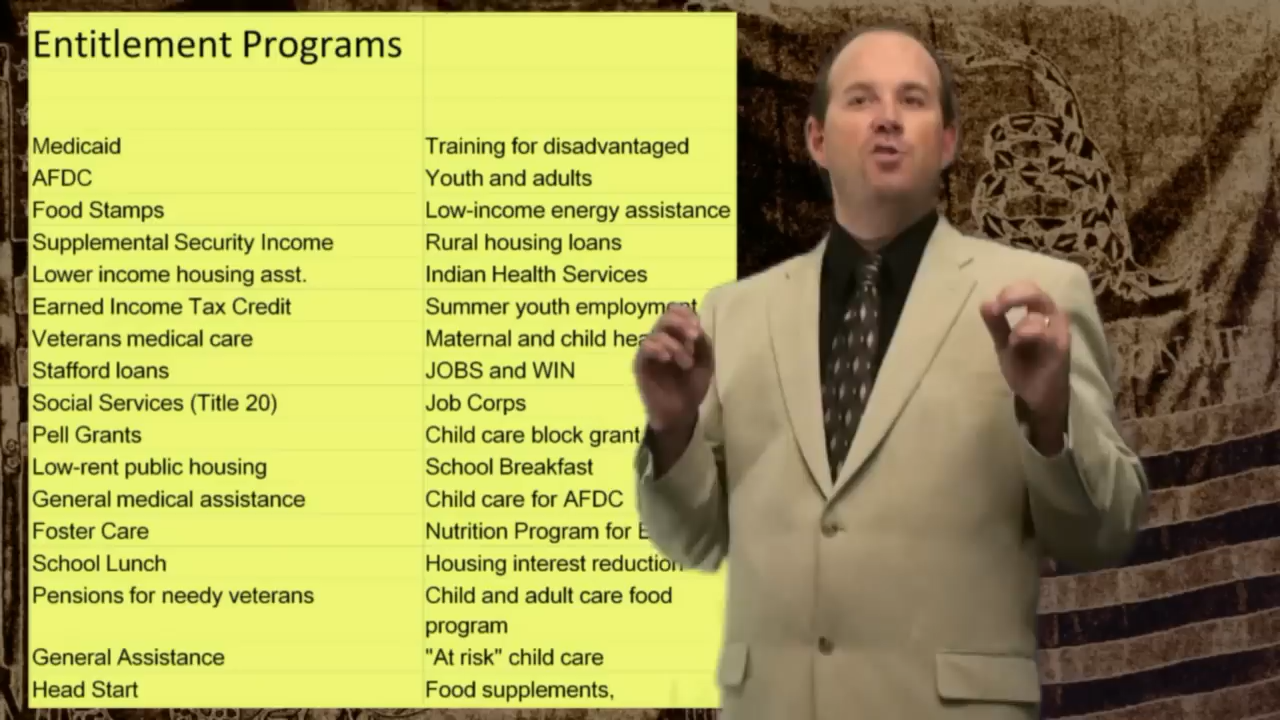 Entitlement Programs
Medicaid
AFDC
Food Stamps
Supplemental Security Income
Lower income housing asst.
Earned Income Tax Credit
Veterans medical care
Stafford loans
Social Services (Title 20)
Pell Grants
Low-rent public housing
General medical assistance
Foster Care
School Lunch
Pensions for needy veterans
General Assistance
Head Start
Training for disadvantaged
Youth and adults
Low-income energy assistance
Rural housing loans
Indian Health Services
Summer youth employment
Maternal and child
JOBS and WIN
Job Corps
Child care block grant
School Breakfast
Child care for AFDC
Nutrition Program for
Housing interest reduction
Child and adult care food
program
"At risk" child care
Food supplements,